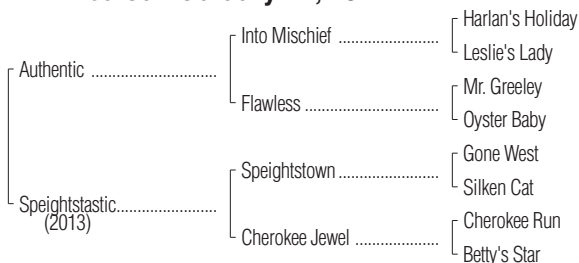 Harlan's Holiday
Into Mischief ........................
Leslie's Lady
Authentic ..............................
Mr. Greeley
Flawless ................................
Oyster Baby
Gone West
Speightstown ........................
Silken Cat
Speightstastic........................
(2013)
Cherokee Run
Cherokee Jewel ....................
Betty's Star